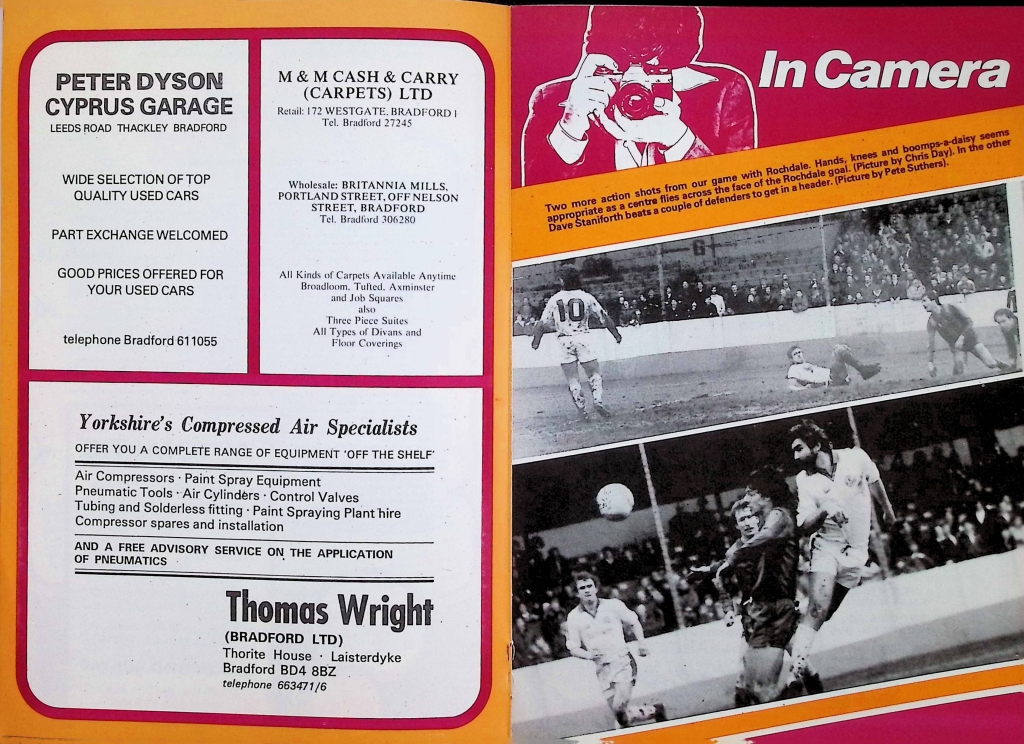 PETER DYSON
CYPRUS GARAGE
LEEDS ROAD THACKLEY BRADFORD
WIDE SELECTION OF TOP
QUALITY USED CARS
PART EXCHANGE WELCOMED
GOOD PRICES OFFERED FOR
YOUR USED CARS
telephone Bradford 611055
M & M CASH & CARRY
(CARPETS) LTD
Retail: 172 WESTGATE, BRADFORD 1
Tel. Bradford 27245
Wholesale: BRITANNIA MILLS,
PORTLAND STREET, OFF NELSON
STREET, BRADFORD
Tel. Bradford 306280
All Kinds of Carpets Available Anytime
Broadloom, Tufted, Axminster
and Job Squares
also
Three Piece Suites
All Types of Divans and
Floor Coverings
Yorkshire's Compressed Air Specialists
OFFER YOU A COMPLETE RANGE OF EQUIPMENT 'OFF THE SHELF'
Air Compressors · Paint Spray Equipment
Pneumatic Tools · Air Cylinders · Control Valves
Tubing and Solderless fitting · Paint Spraying Plant hire
Compressor spares and installation
AND A FREE ADVISORY SERVICE ON THE APPLICATION
OF PNEUMATICS
Thomas Wright
(BRADFORD LTD)
Thorite House · Laisterdyke
Bradford BD4 8BZ
telephone 663471/6
In Camera
Two more action shots from our game with Rochdale. Hands, knees and boomps-a-daisy seems
appropriate as a centre flies across the face of the Rochdale goal. (Picture by Chris Day). In the other
Dave Staniforth beats a couple of defenders to get in a header. (Picture by Pete Suthers).
G
10